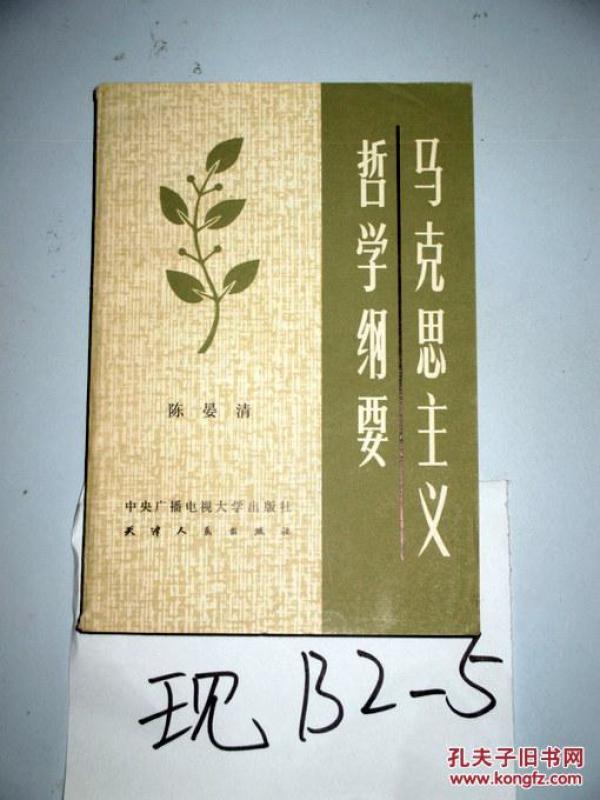 马克思主义
哲学纲要
陈晏清
中央广播电视大学出版社
天津人民出版社
现 B2-5
孔夫子旧书网
www.kongfz.com